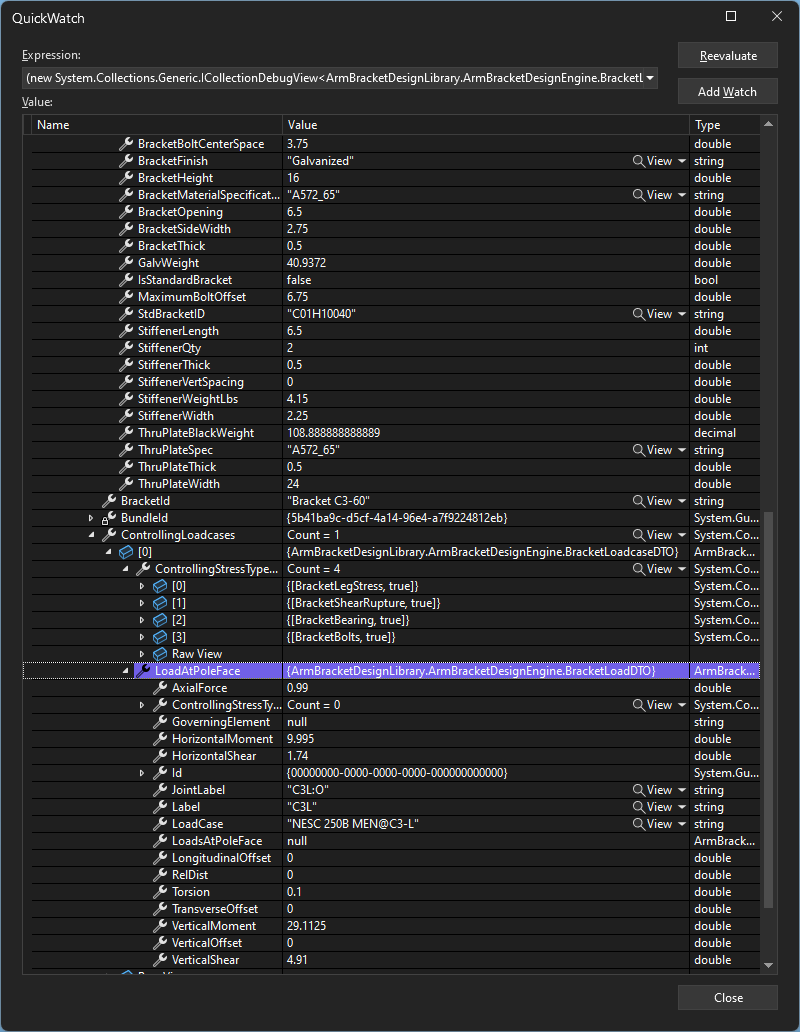 QuickWatch
Expression:
Reevaluate
(new System.Collections.Generic.ICollectionDebugView<ArmBracketDesignLibrary.ArmBracketDesignEngine.BracketL
Add Watch
Value:
Name Value Type
BracketBoltCenterSpace 3.75 double
BracketFinish "Galvanized" View string
BracketHeight 16 double
BracketMaterialSpecificat... "A572_65" View string
BracketOpening 6.5 double
BracketSideWidth 2.75 double
BracketThick 0.5 double
GalvWeight 40.9372 double
IsStandardBracket false bool
MaximumBoltOffset 6.75 double
StdBracketID "C01H10040" View string
StiffenerLength 6.5 double
StiffenerQty 2 int
StiffenerThick 0.5 double
StiffenerVertSpacing 0 double
StiffenerWeightLbs 4.15 double
StiffenerWidth 2.25 double
ThruPlateBlackWeight 108.888888888889 decimal
ThruPlateSpec "A572_65" View string
ThruPlateThick 0.5 double
ThruPlateWidth 24 double
BracketId "Bracket C3-60" View string
BundleId {5b41ba9c-d5cf-4a14-96e4-a7f9224812eb} System.Gu...
ControllingLoadcases Count = 1 View System.Co...
[0] {ArmBracketDesignLibrary.ArmBracketDesignEngine.BracketLoadcaseDTO} ArmBrack...
ControllingStressType... Count = 4 View System.Co...
[0] {[BracketLegStress, true]} System.Co...
[1] {[BracketShearRupture, true]} System.Co...
[2] {[BracketBearing, true]} System.Co...
[3] {[BracketBolts, true]} System.Co...
Raw View
LoadAtPoleFace {ArmBracketDesignLibrary.ArmBracketDesignEngine.BracketLoadDTO} ArmBrack...
AxialForce 0.99 double
ControllingStressTy... Count = 0 View System.Co...
GoverningElement null string
HorizontalMoment 9.995 double
HorizontalShear 1.74 double
Id {00000000-0000-0000-0000-000000000000} System.Gu...
JointLabel "C3L:O" View string
Label "C3L" View string
LoadCase "NESC 250B MEN@C3-L" View string
LoadsAtPoleFace null ArmBrack...
LongitudinalOffset 0 double
RelDist 0 double
Torsion 0.1 double
TransverseOffset 0 double
VerticalMoment 29.1125 double
VerticalOffset 0 double
VerticalShear 4.91 double
Close